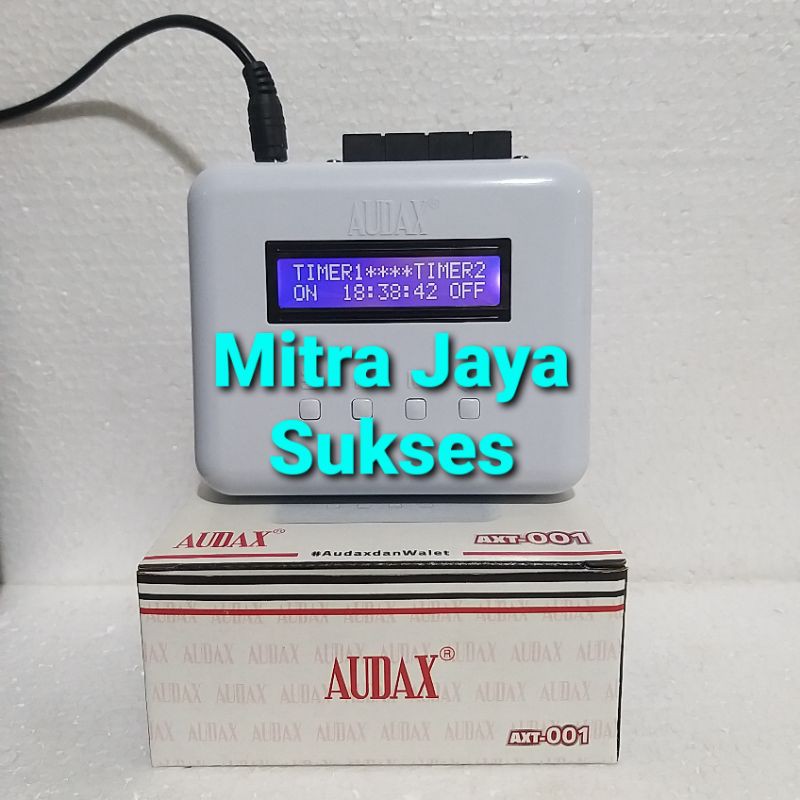 AUDAX®
TIMER1****TIMER2
ON 18:38:42 OFF
Mitra Jaya
Sukses
AUDAX®
#AudaxdanWalet
AXT-001
AUDAX®
AXT-001